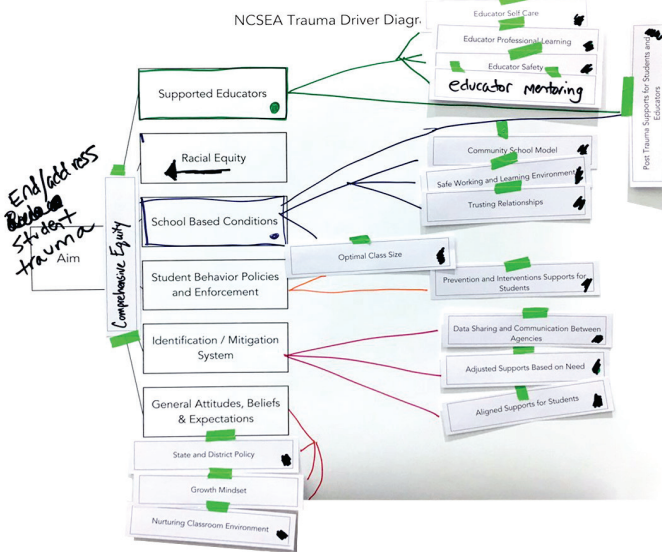 NCSEA Trauma Driver Diagr
Educator Self Care
Educator Professional Learning
Educator Safety
educator mentoring
Post Trauma Supports for Students and
Educators
Supported Educators
Racial Equity
School Based Conditions
Student Behavior Policies
and Enforcement
Identification / Mitigation
System
General Attitudes, Beliefs
& Expectations
End/address
Student
trauma
Aim
Comprehensive Equity
Community School Model
Safe Working and Learning Environment
Trusting Relationships
Optimal Class Size
Prevention and Interventions Supports for
Students
Data Sharing and Communication Between
Agencies
Adjusted Supports Based on Need
Aligned Supports for Students
State and District Policy
Growth Mindset
Nurturing Classroom Environment